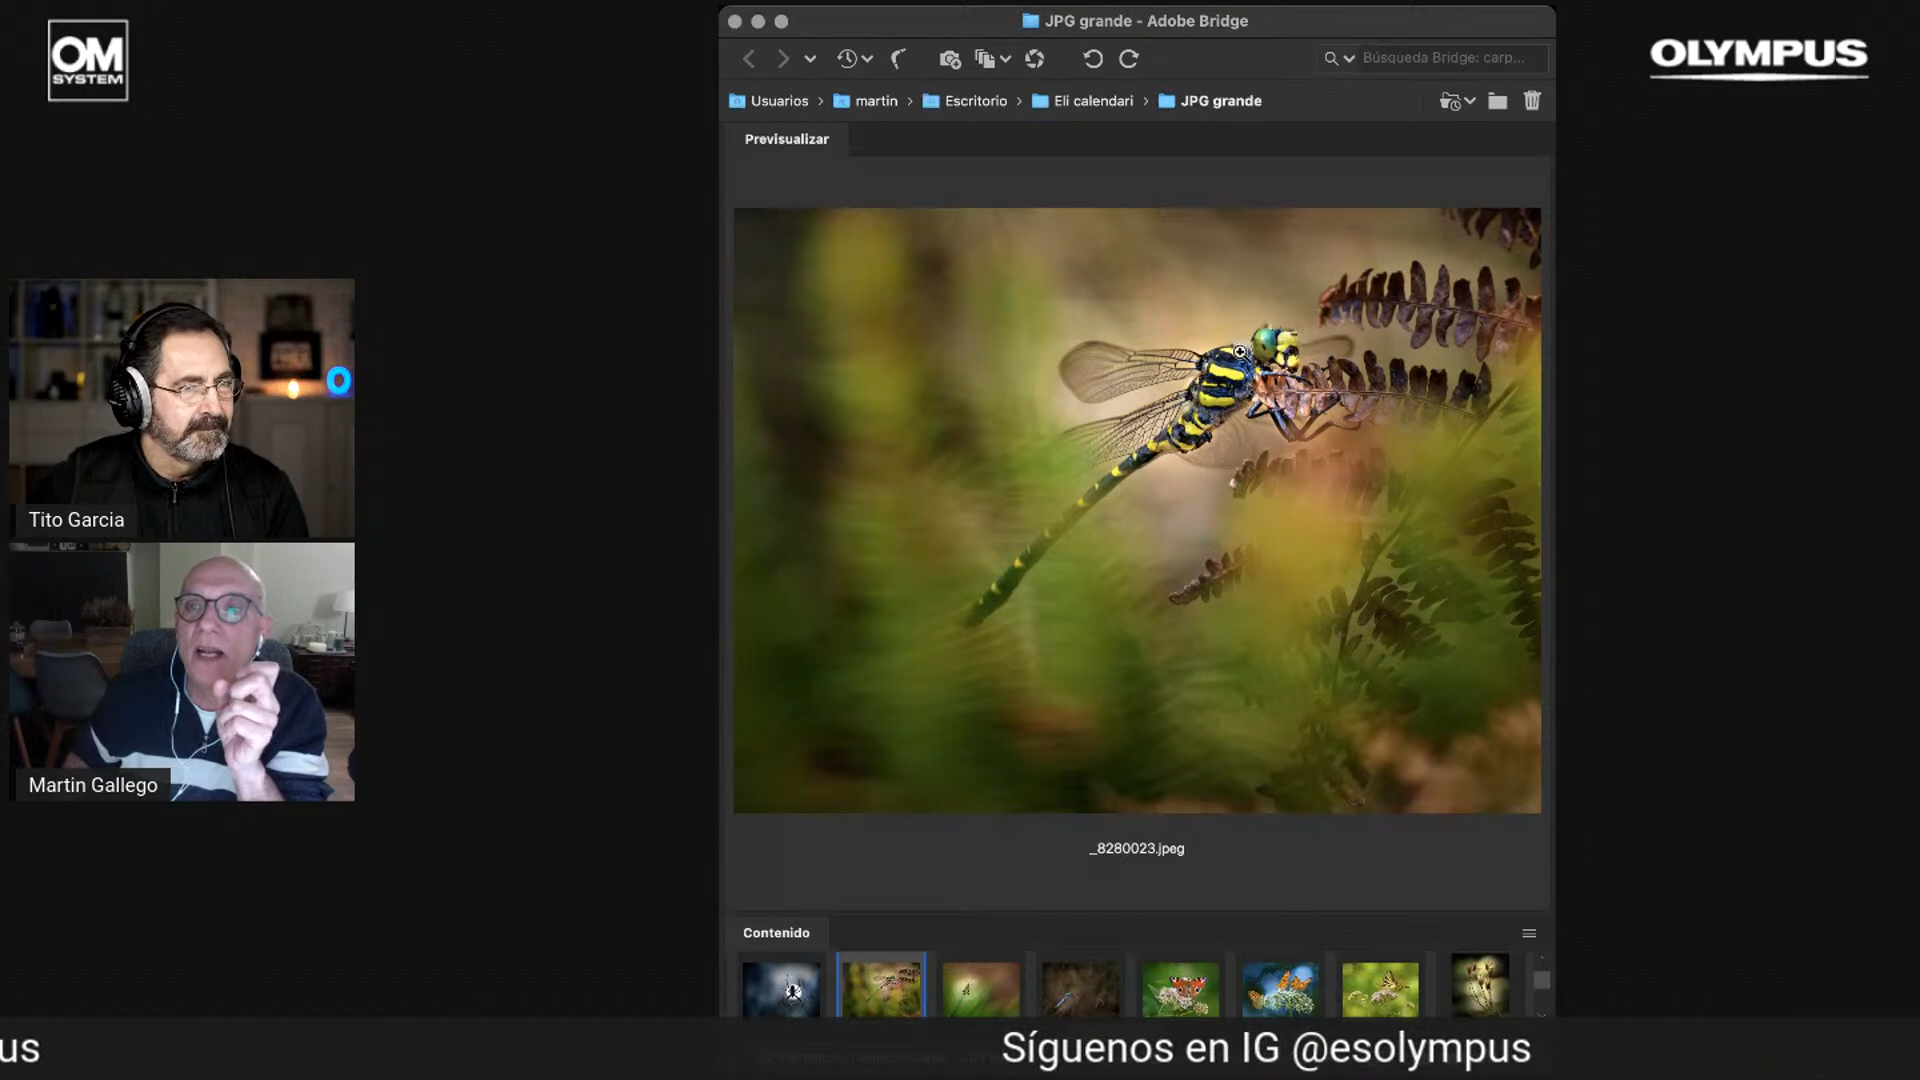 OM
SYSTEM
JPG grande - Adobe Bridge
OLYMPUS
Búsqueda Bridge: carp...
Usuarios > martin > Escritorio > Eli calendari > JPG grande
Previsualizar
Tito Garcia
Martin Gallego
_8280023.jpeg
Contenido
us
Síguenos en IG @esolympus